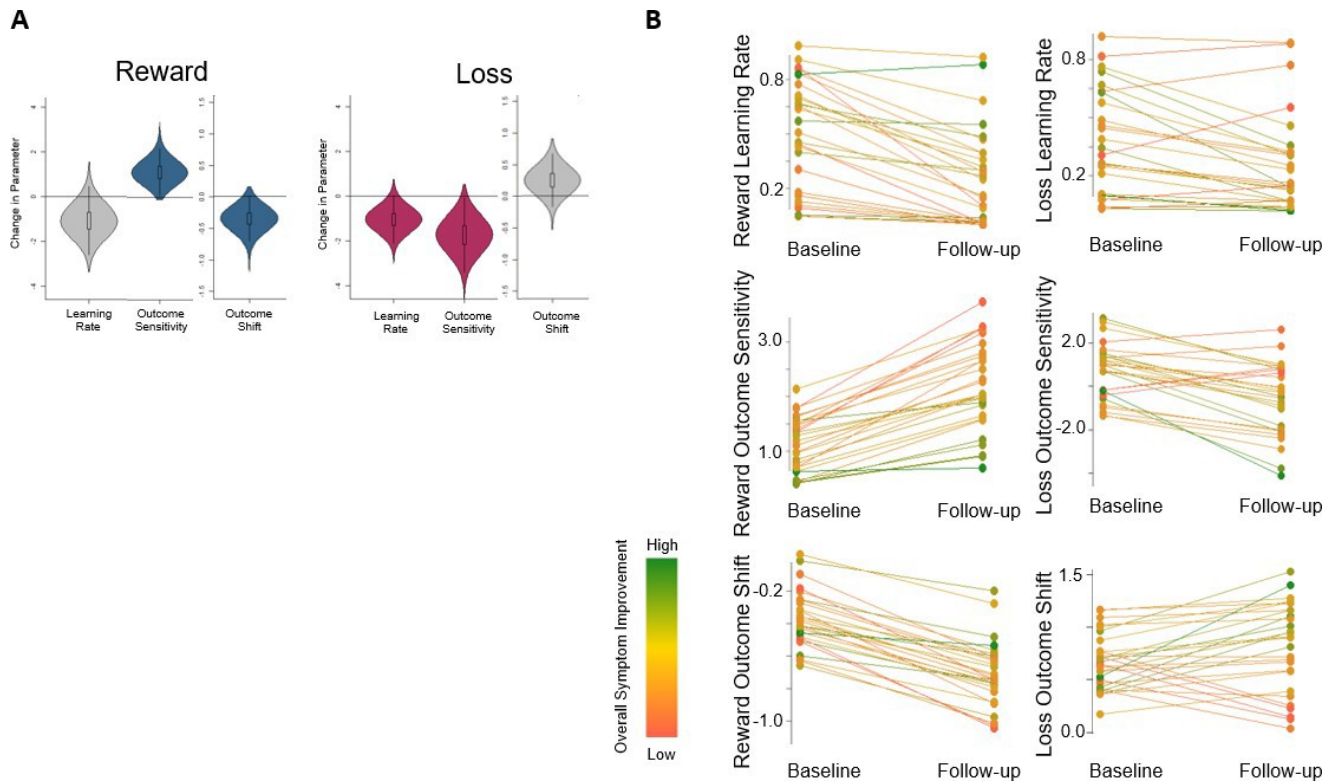 A
Reward
Loss
Change in Parameter
4
2
0
-2
-4
1.5
1.0
0.5
0.0
-0.5
-1.0
-1.5
Learning
Rate
Outcome
Sensitivity
Outcome
Shift
Change in Parameter
4
2
0
-2
-4
1.5
1.0
0.5
0.0
-0.5
-1.0
-1.5
Learning
Rate
Outcome
Sensitivity
Outcome
Shift
B
Reward Learning Rate
0.8
0.2
Baseline
Follow-up
Loss Learning Rate
0.8
0.2
Baseline
Follow-up
Reward Outcome Sensitivity
3.0
1.0
Baseline
Follow-up
Loss Outcome Sensitivity
2.0
-2.0
Baseline
Follow-up
Overall Symptom Improvement
High
Low
Reward Outcome Shift
-0.2
-1.0
Baseline
Follow-up
Loss Outcome Shift
1.5
0.0
Baseline
Follow-up